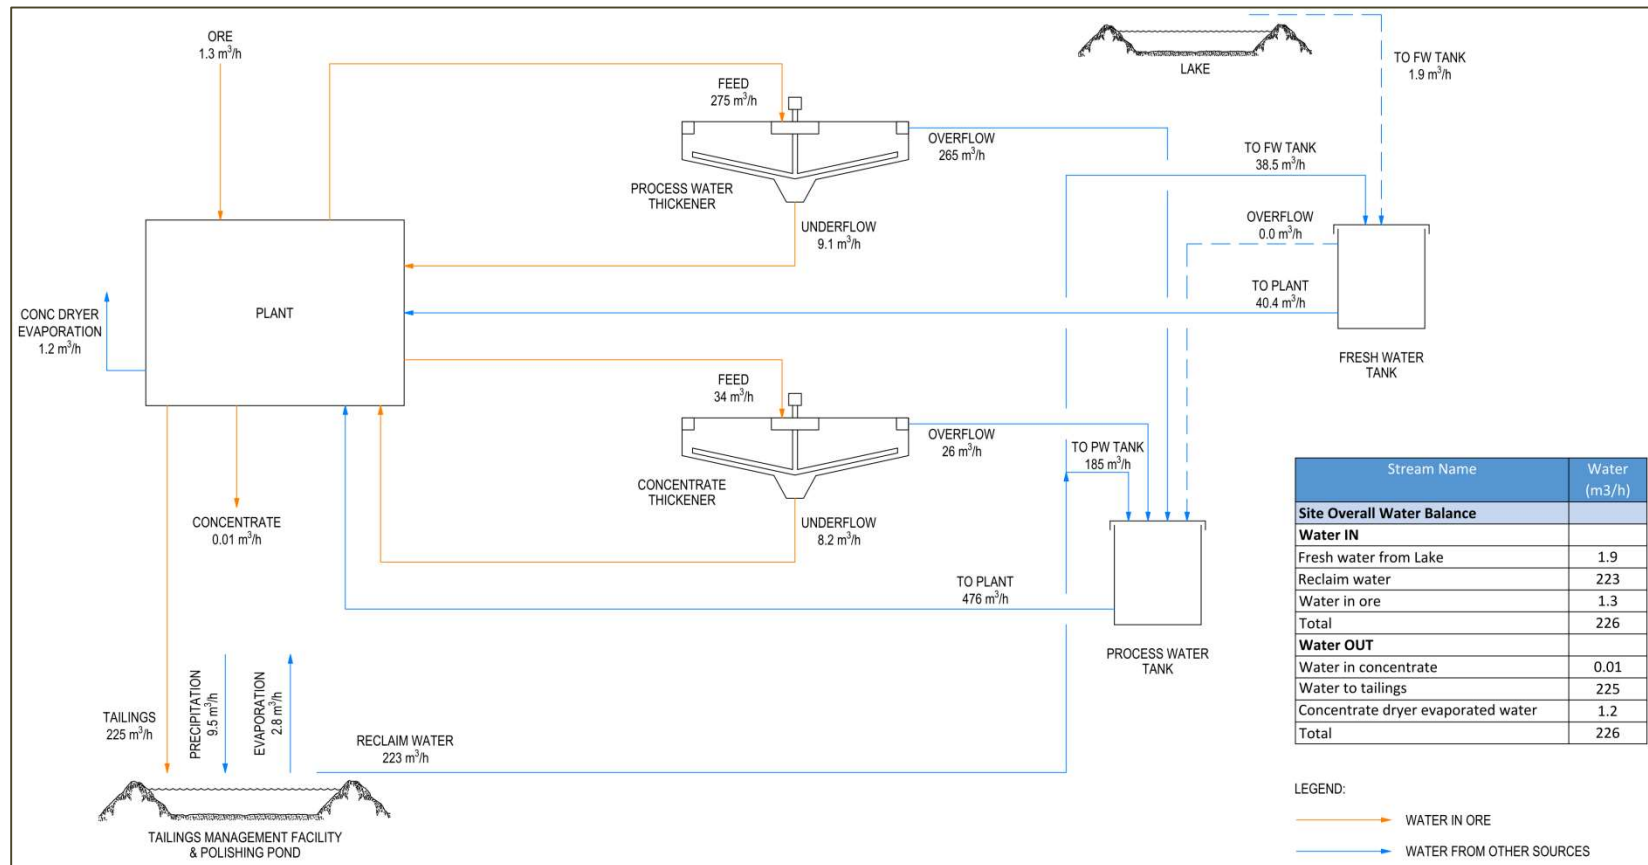 ORE
1.3 m³/h
FEED
275 m³/h
OVERFLOW
265 m³/h
PROCESS WATER
THICKENER
UNDERFLOW
9.1 m³/h
LAKE
TO FW TANK
1.9 m³/h
TO FW TANK
38.5 m³/h
OVERFLOW
0.0 m³/h
TO PLANT
40.4 m³/h
FRESH WATER
TANK
PLANT
CONC DRYER
EVAPORATION
1.2 m³/h
FEED
34 m³/h
OVERFLOW
26 m³/h
CONCENTRATE
THICKENER
UNDERFLOW
8.2 m³/h
TO PW TANK
185 m³/h
CONCENTRATE
0.01 m³/h
TO PLANT
476 m³/h
PROCESS WATER
TANK
TAILINGS
225 m³/h
PRECIPITATION
9.5 m³/h
EVAPORATION
2.8 m³/h
RECLAIM WATER
223 m³/h
TAILINGS MANAGEMENT FACILITY
& POLISHING POND
Stream Name Water
(m3/h)
Site Overall Water Balance
Water IN
Fresh water from Lake 1.9
Reclaim water 223
Water in ore 1.3
Total 226
Water OUT
Water in concentrate 0.01
Water to tailings 225
Concentrate dryer evaporated water 1.2
Total 226
LEGEND:
WATER IN ORE
WATER FROM OTHER SOURCES